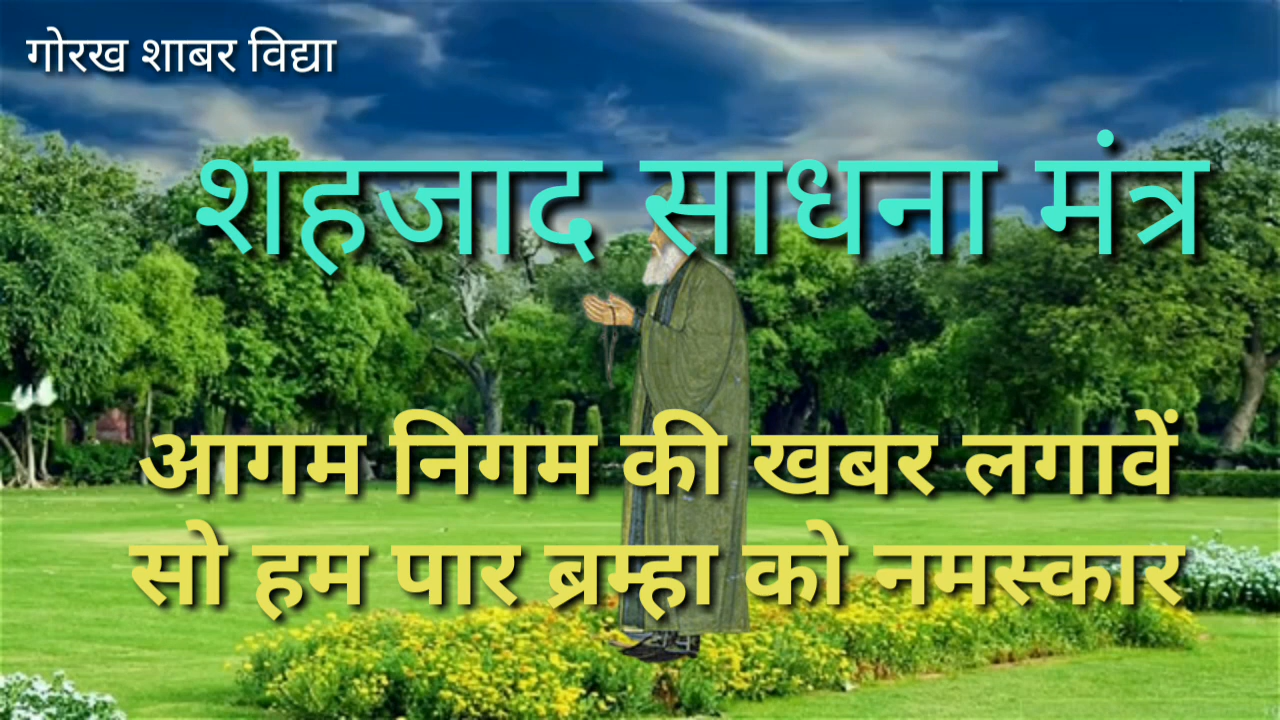 गोरख शाबर विद्या
शहजाद साधना मंत्र
आगम निगम की खबर लगावें
सो हम पार ब्रम्हा को नमस्कार